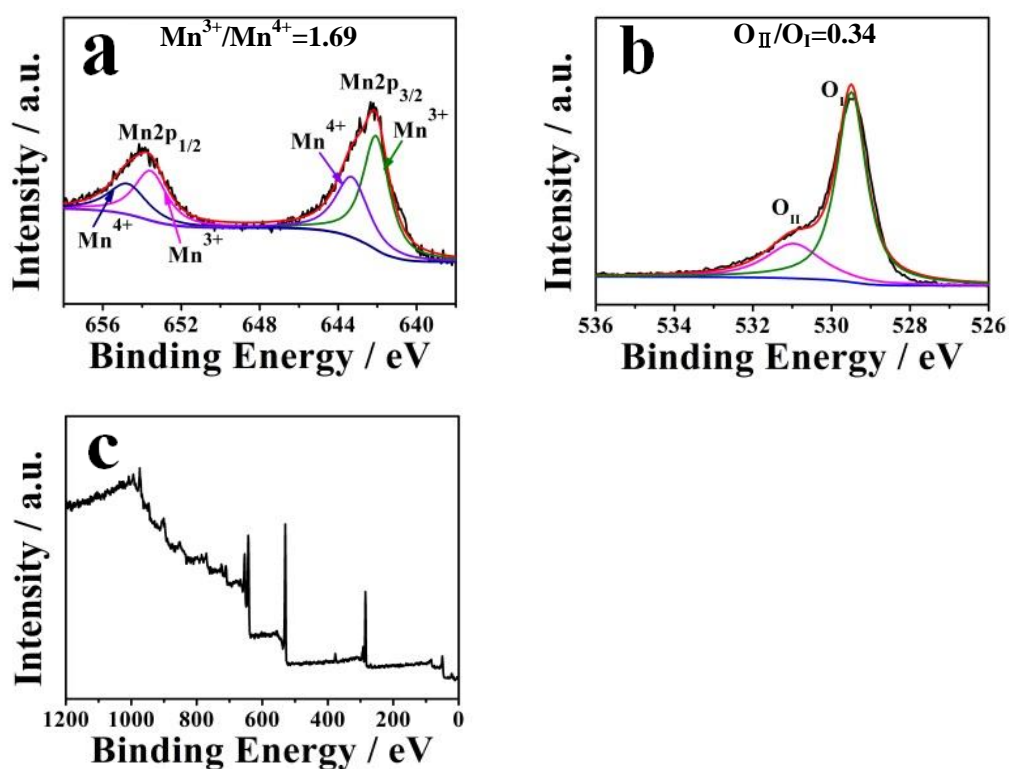 a
Mn³⁺/Mn⁴⁺=1.69
Mn2p₃/₂
Mn⁴⁺
Mn³⁺
Mn2p₁/₂
Mn⁴⁺
Mn³⁺
Intensity / a.u.
656 652 648 644 640
Binding Energy / eV
b
OⅡ/OI=0.34
OI
OII
Intensity / a.u.
536 534 532 530 528 526
Binding Energy / eV
c
Intensity / a.u.
1200 1000 800 600 400 200 0
Binding Energy / eV